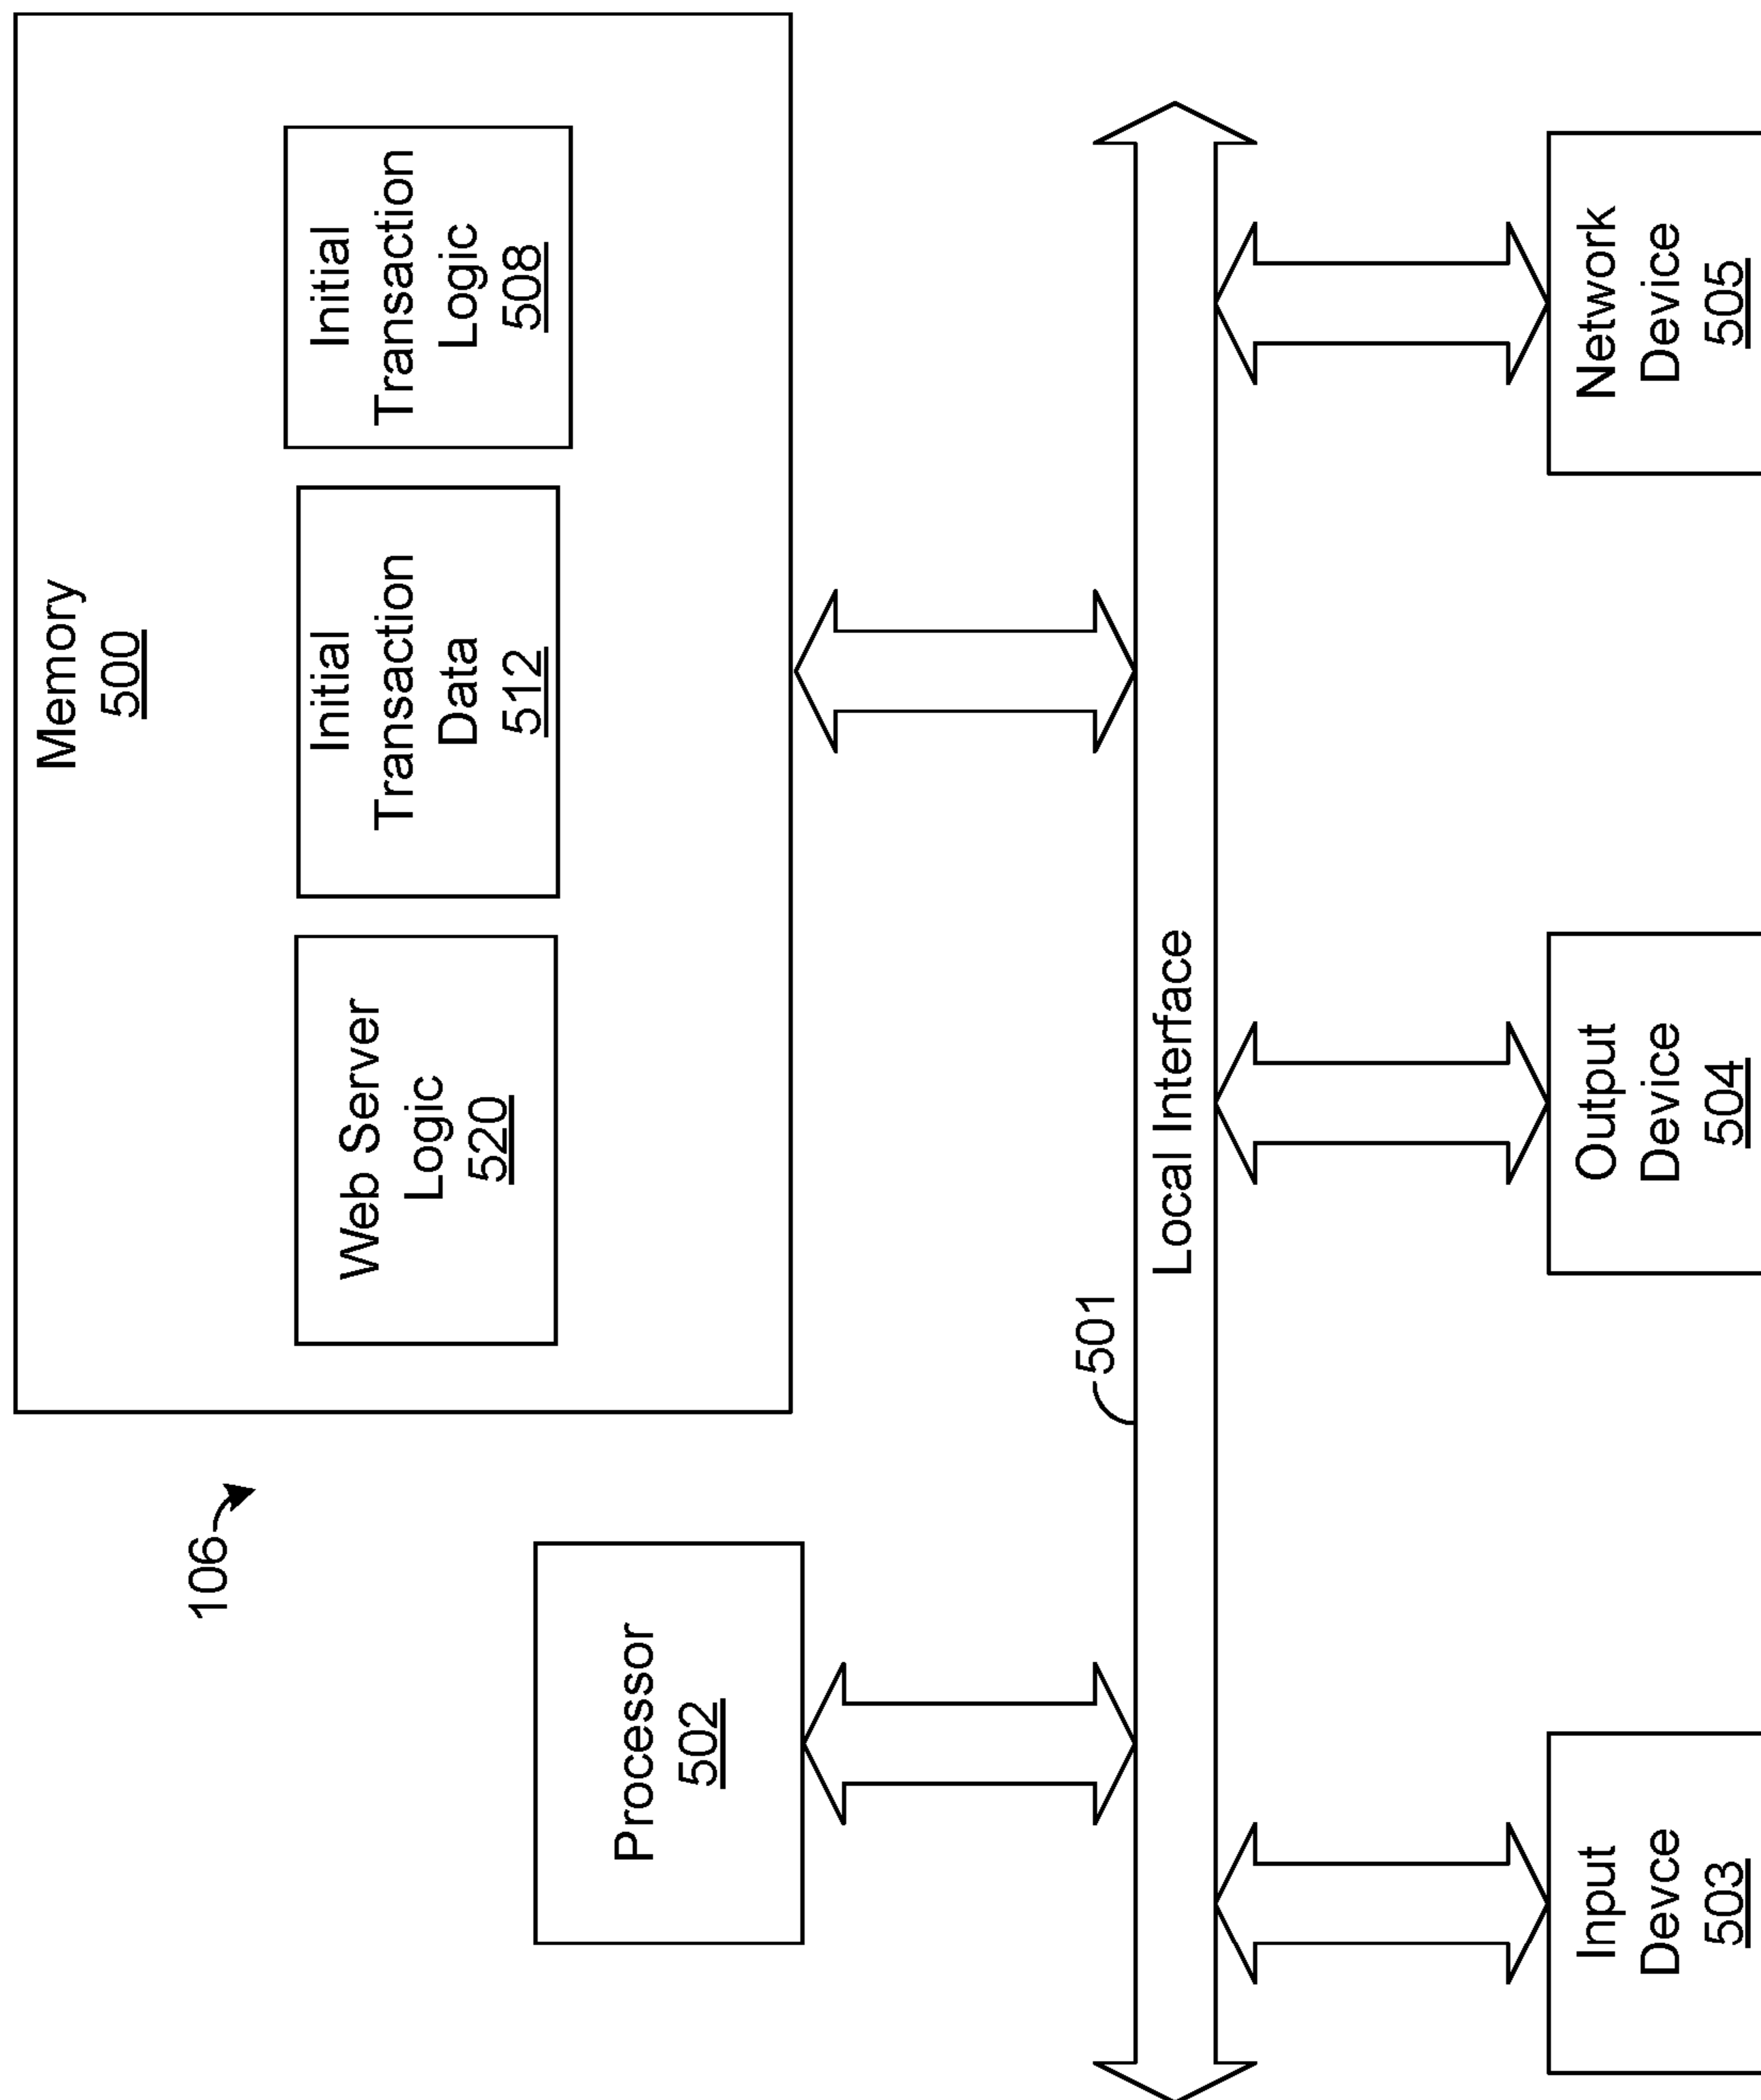 106
Memory
500
Processor
502
Web Server
Logic
520
Initial
Transaction
Data
512
Initial
Transaction
Logic
508
501
Local Interface
Input
Devce
503
Output
Device
504
Network
Device
505